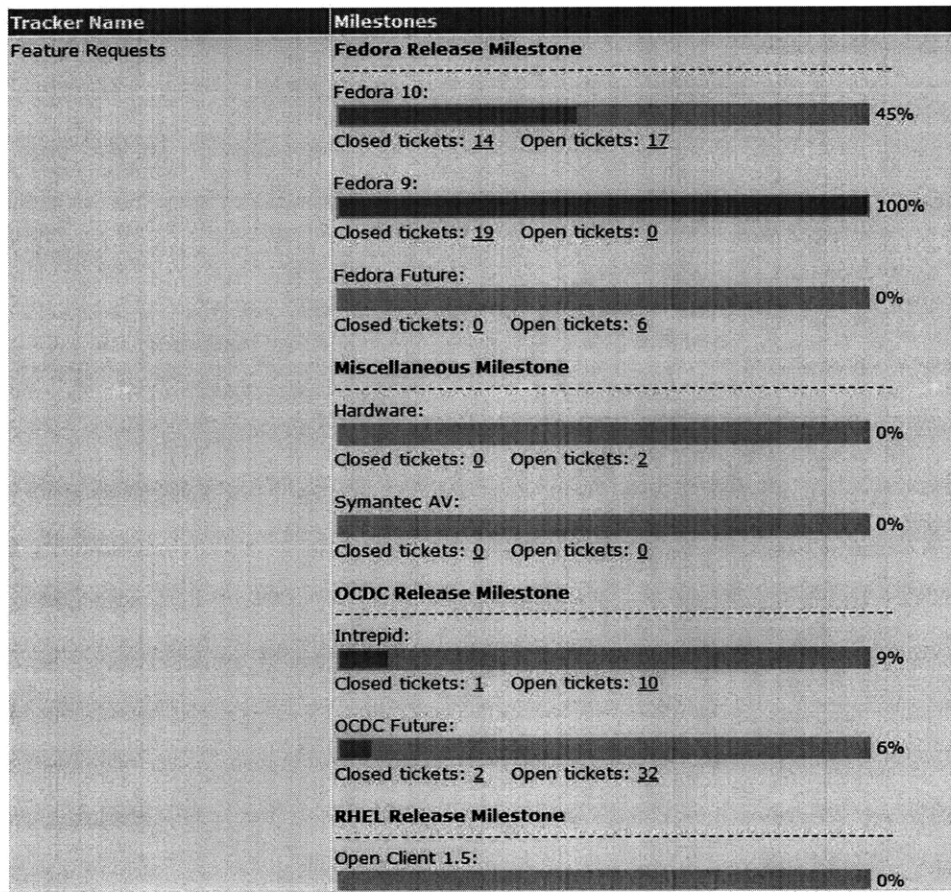 Tracker Name Milestones
Feature Requests Fedora Release Milestone
Fedora 10:
45%
Closed tickets: 14 Open tickets: 17
Fedora 9:
100%
Closed tickets: 19 Open tickets: 0
Fedora Future:
0%
Closed tickets: 0 Open tickets: 6
Miscellaneous Milestone
Hardware:
0%
Closed tickets: 0 Open tickets: 2
Symantec AV:
0%
Closed tickets: 0 Open tickets: 0
OCDC Release Milestone
Intrepid:
9%
Closed tickets: 1 Open tickets: 10
OCDC Future:
6%
Closed tickets: 2 Open tickets: 32
RHEL Release Milestone
Open Client 1.5:
0%